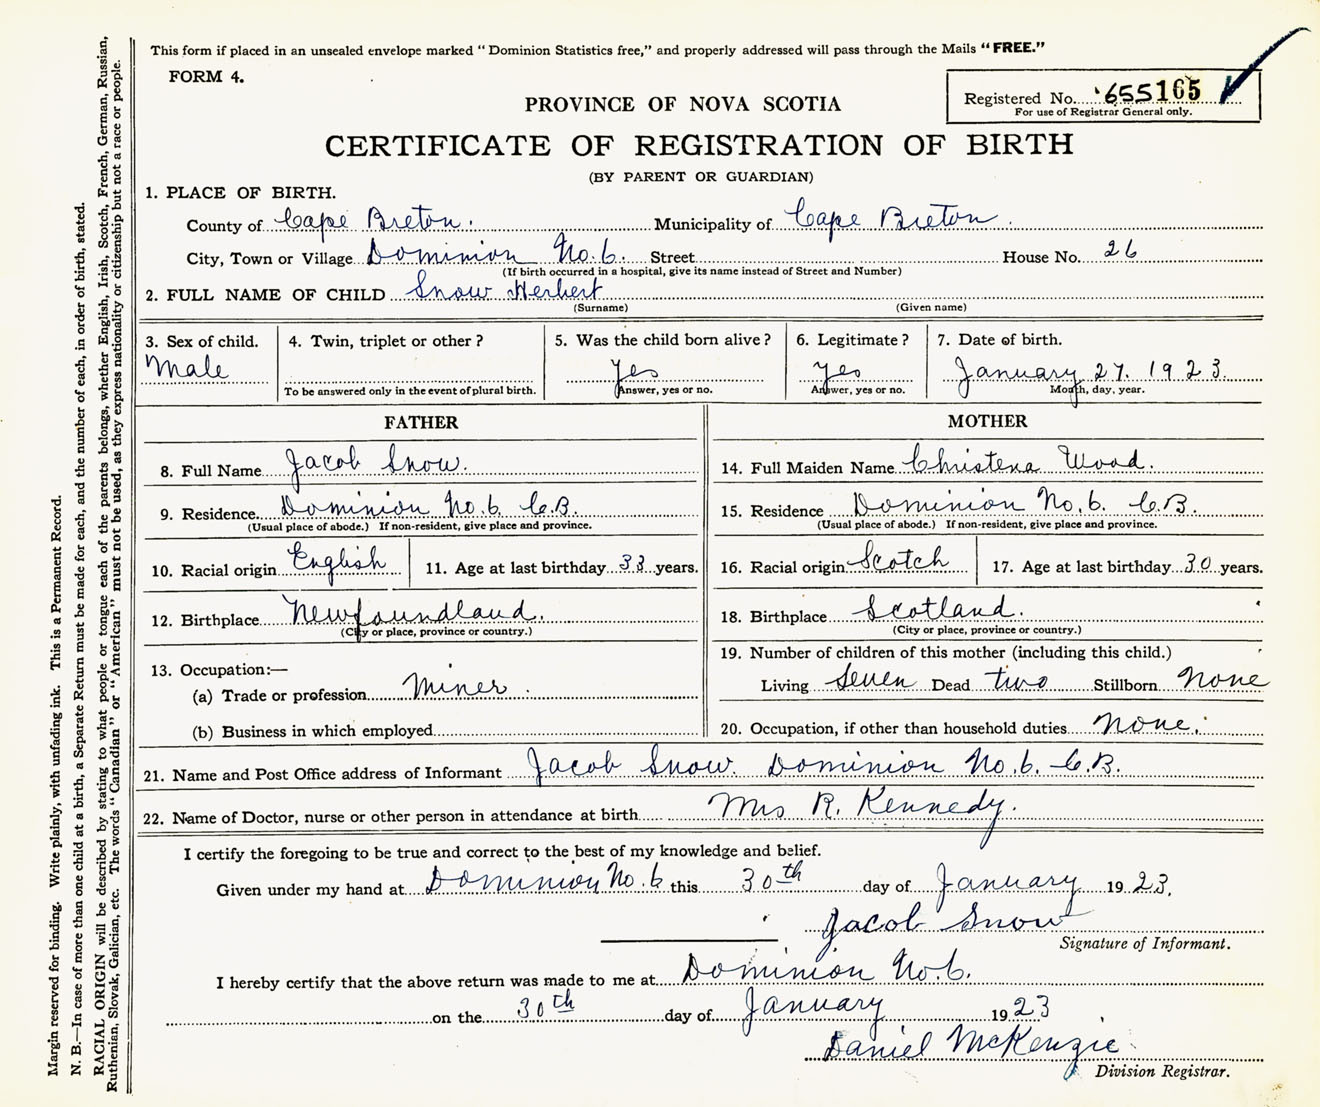 This form if placed in an unsealed envelope marked “ Dominion Statistics free,” and properly addressed will pass through the Mails “ FREE.”
FORM 4.
Registered No. 655165
For use of Registrar General only.
PROVINCE OF NOVA SCOTIA
CERTIFICATE OF REGISTRATION OF BIRTH
(BY PARENT OR GUARDIAN)
1. PLACE OF BIRTH.
County of Cape Breton. Municipality of Cape Breton.
City, Town or Village Dominion No. 6. Street House No. 26
(If birth occurred in a hospital, give its name instead of Street and Number)
2. FULL NAME OF CHILD Snow Herbert
(Surname) (Given name)
3. Sex of child. 4. Twin, triplet or other ? 5. Was the child born alive ? 6. Legitimate ? 7. Date of birth.
Male Yes Yes January 27. 1923.
To be answered only in the event of plural birth. Answer, yes or no. Answer, yes or no. Month, day, year.
FATHER
8. Full Name Jacob Snow.
9. Residence Dominion No. 6. C.B.
(Usual place of abode.) If non-resident, give place and province.
10. Racial origin English 11. Age at last birthday 33 years.
12. Birthplace Newfoundland.
(City or place, province or country.)
13. Occupation:—
(a) Trade or profession Miner.
(b) Business in which employed
MOTHER
14. Full Maiden Name Christena Wood.
15. Residence Dominion No. 6. C.B.
(Usual place of abode.) If non-resident, give place and province.
16. Racial origin Scotch 17. Age at last birthday 30 years.
18. Birthplace Scotland.
(City or place, province or country.)
19. Number of children of this mother (including this child.)
Living Seven Dead two Stillborn None
20. Occupation, if other than household duties None.
21. Name and Post Office address of Informant Jacob Snow. Dominion No. 6. C.B.
22. Name of Doctor, nurse or other person in attendance at birth Mrs R. Kennedy.
I certify the foregoing to be true and correct to the best of my knowledge and belief.
Given under my hand at Dominion No. 6 this 30th day of January 1923.
Jacob Snow
Signature of Informant.
I hereby certify that the above return was made to me at Dominion No. 6.
on the 30th day of January 1923
Daniel McKenzie
Division Registrar.
Margin reserved for binding. Write plainly, with unfading ink. This is a Permanent Record.
N. B.—In case of more than one child at a birth, a Separate Return must be made for each, and the number of each, in order of birth, stated.
RACIAL ORIGIN will be described by stating to what people or tongue each of the parents belongs, whether English, Irish, Scotch, French, German, Russian,
Ruthenian, Slovak, Galician, etc. The words “ Canadian ” or “ American ” must not be used, as they express nationality or citizenship but not a race or people.